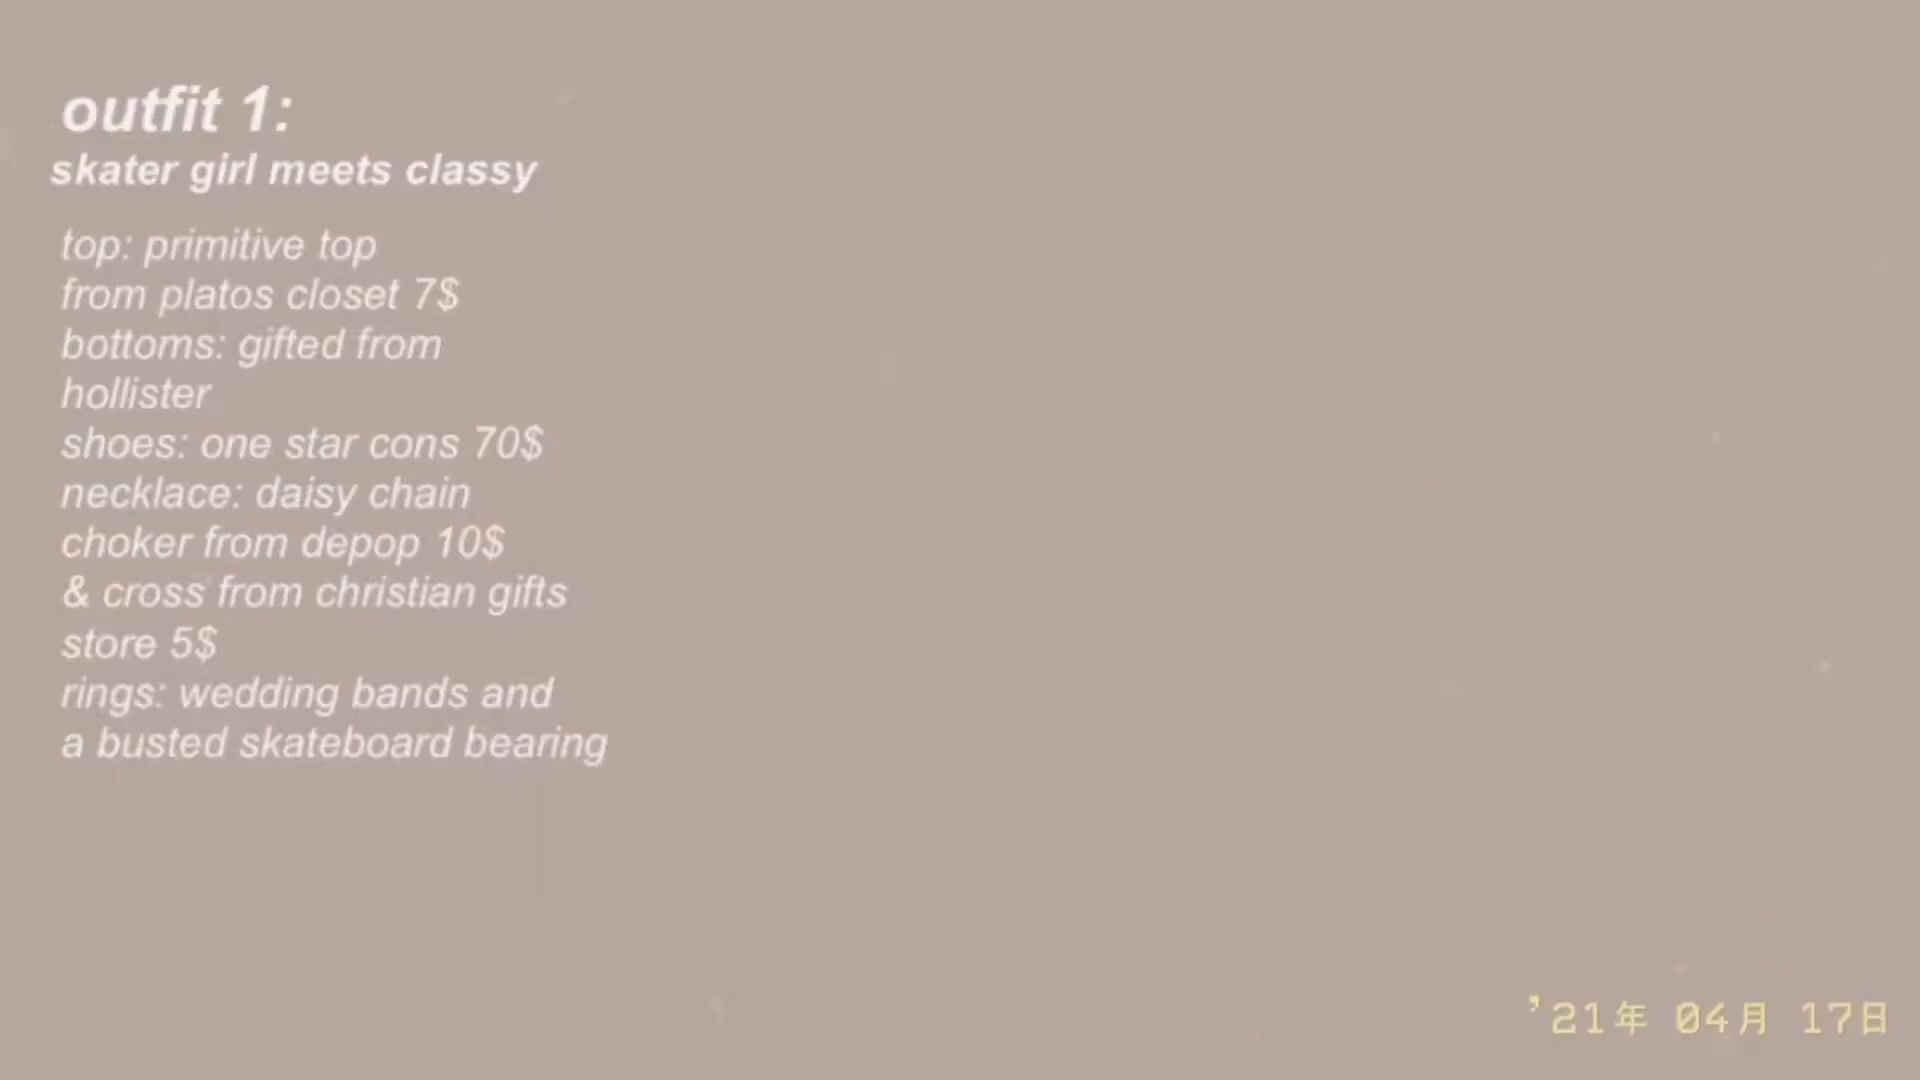 outfit 1:
skater girl meets classy
top: primitive top
from platos closet 7$
bottoms: gifted from
hollister
shoes: one star cons 70$
necklace: daisy chain
choker from depop 10$
& cross from christian gifts
store 5$
rings: wedding bands and
a busted skateboard bearing
’21年 04月 17日